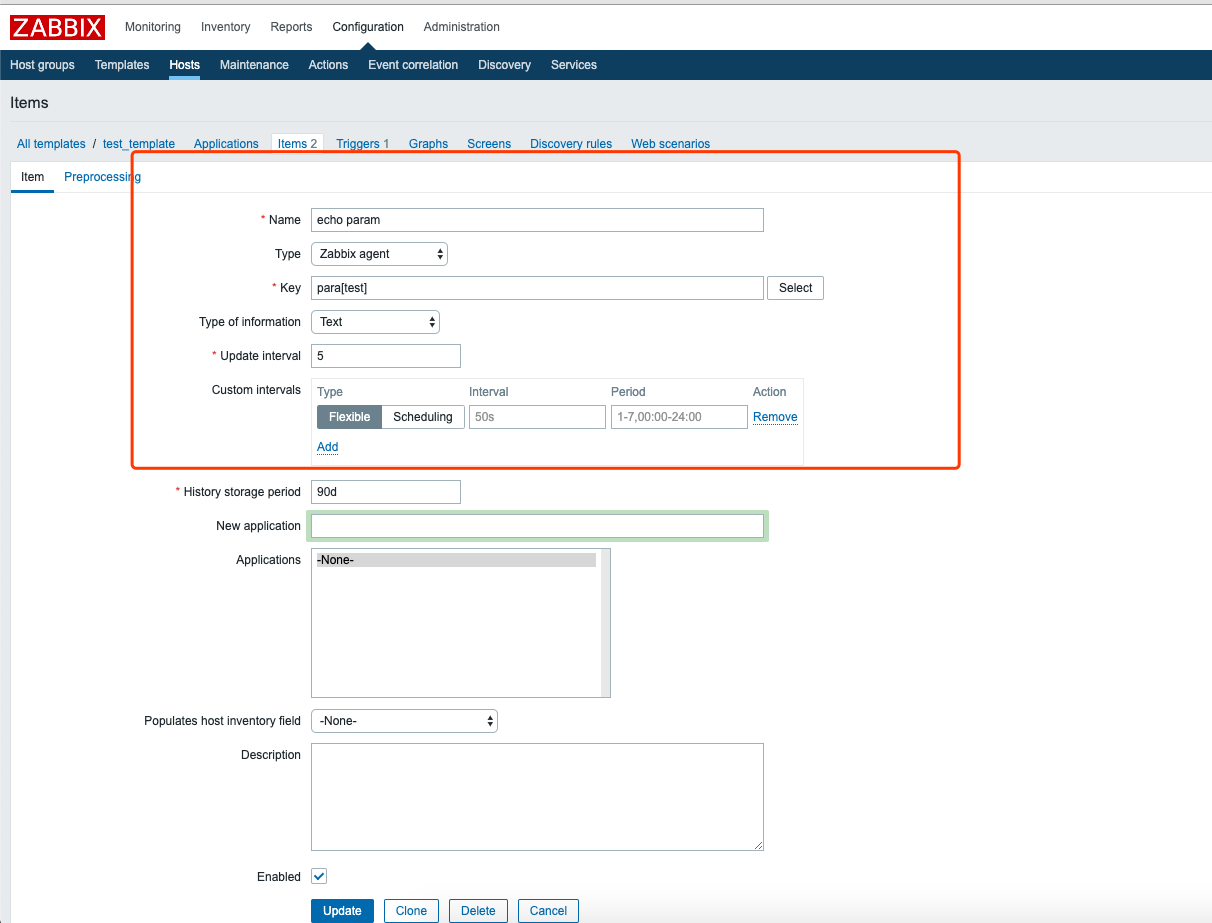 ZABBIX Monitoring Inventory Reports Configuration Administration
Host groups Templates Hosts Maintenance Actions Event correlation Discovery Services
Items
All templates / test_template Applications Items 2 Triggers 1 Graphs Screens Discovery rules Web scenarios
Item Preprocessing
* Name echo param
Type Zabbix agent
* Key para[test] Select
Type of information Text
* Update interval 5
Custom intervals Type Interval Period Action
Flexible Scheduling 50s 1-7,00:00-24:00 Remove
Add
* History storage period 90d
New application
Applications -None-
Populates host inventory field -None-
Description
Enabled
Update Clone Delete Cancel